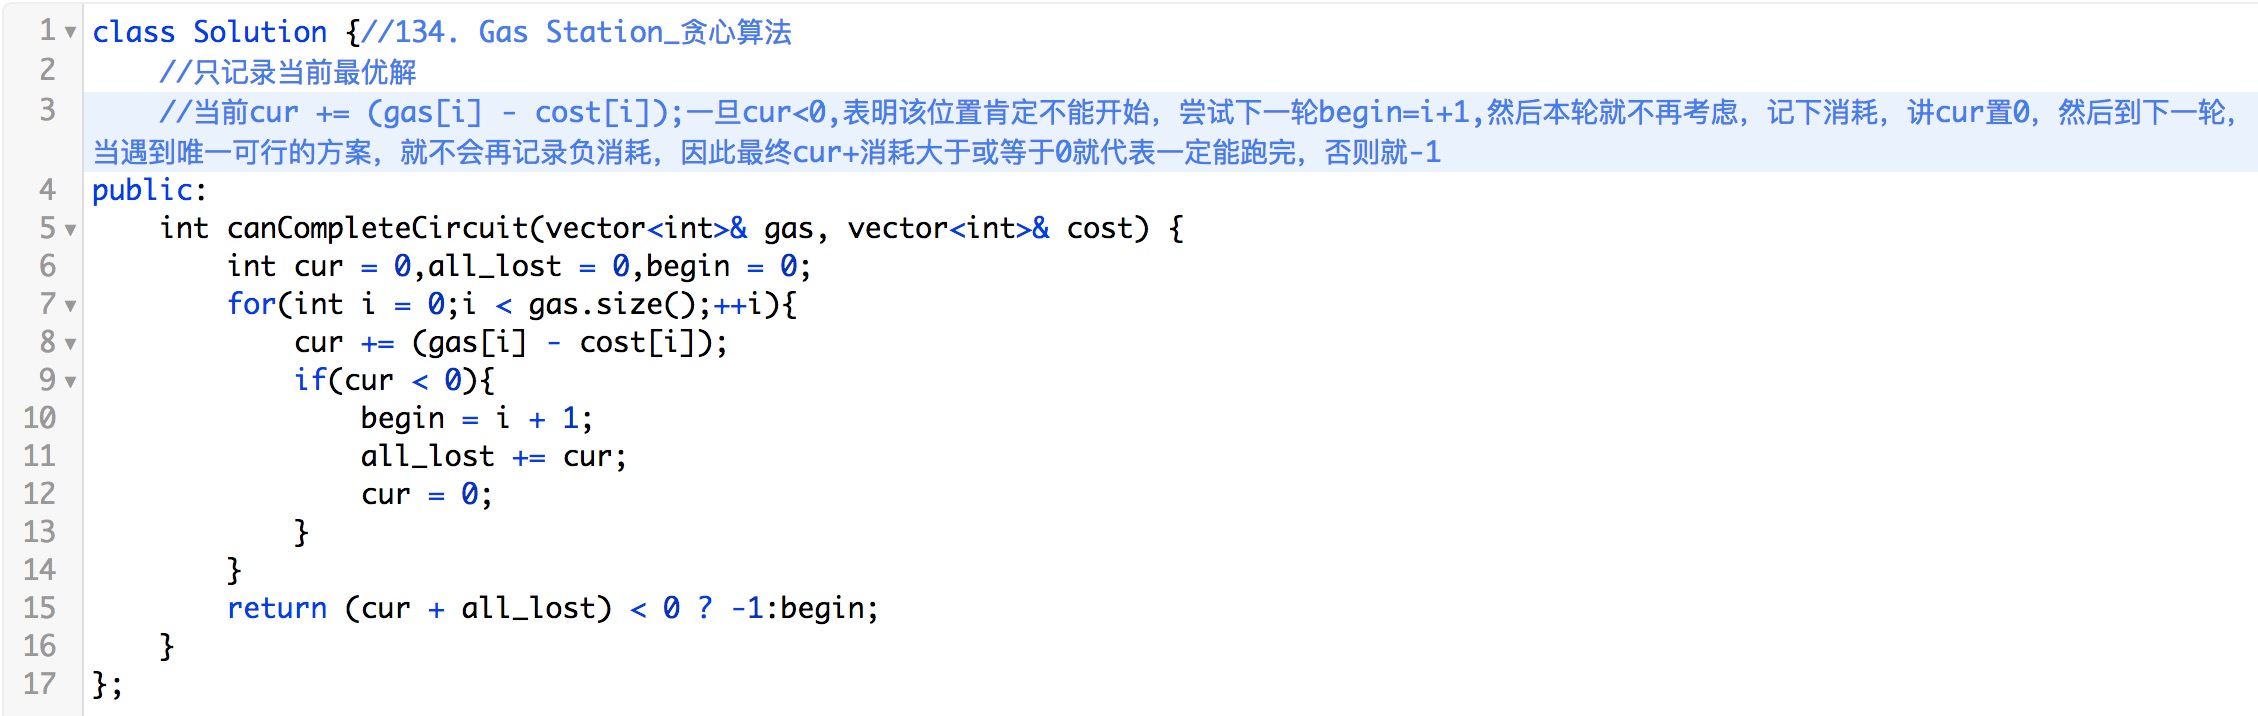 1 class Solution {//134. Gas Station_贪心算法
2     //只记录当前最优解
3     //当前cur += (gas[i] - cost[i]);一旦cur<0,表明该位置肯定不能开始，尝试下一轮begin=i+1,然后本轮就不再考虑，记下消耗，讲cur置0，然后到下一轮，
当遇到唯一可行的方案，就不会再记录负消耗，因此最终cur+消耗大于或等于0就代表一定能跑完，否则就-1
4 public:
5     int canCompleteCircuit(vector<int>& gas, vector<int>& cost) {
6         int cur = 0,all_lost = 0,begin = 0;
7         for(int i = 0;i < gas.size();++i){
8             cur += (gas[i] - cost[i]);
9             if(cur < 0){
10                 begin = i + 1;
11                 all_lost += cur;
12                 cur = 0;
13             }
14         }
15         return (cur + all_lost) < 0 ? -1:begin;
16     }
17 };